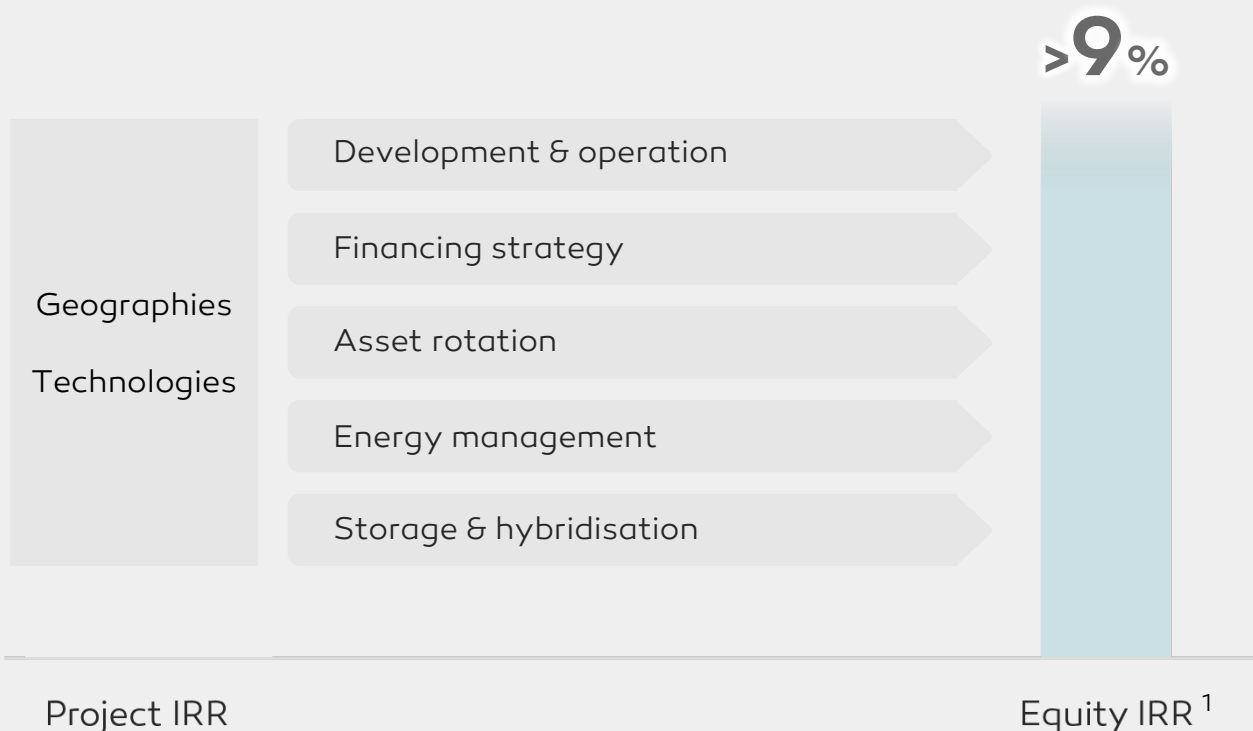 >9%
Development & operation
Financing strategy
Geographies
Asset rotation
Technologies
Energy management
Storage & hybridisation
Project IRR
Equity IRR 1